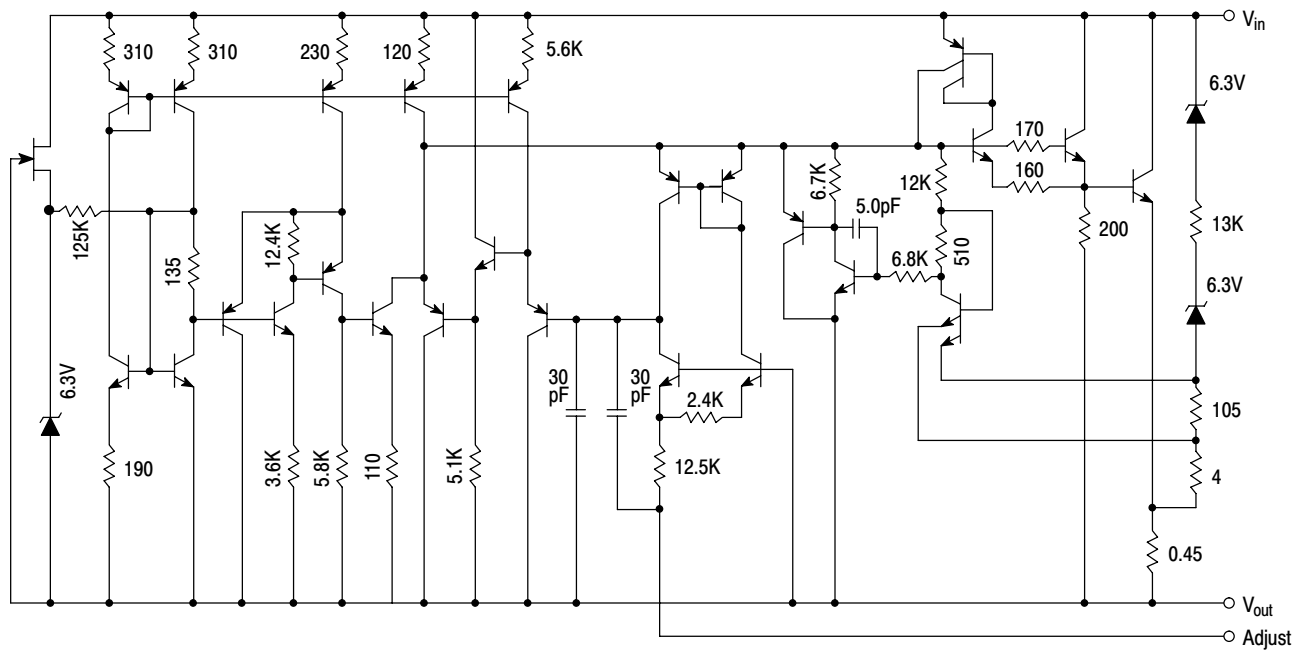 310
310
230
120
5.6K
Vin
6.3V
170
160
6.7K
12K
5.0pF
125K
135
12.4K
6.8K
510
200
13K
6.3V
6.3V
30
pF
30
pF
2.4K
105
190
3.6K
5.8K
110
5.1K
12.5K
4
0.45
Vout
Adjust